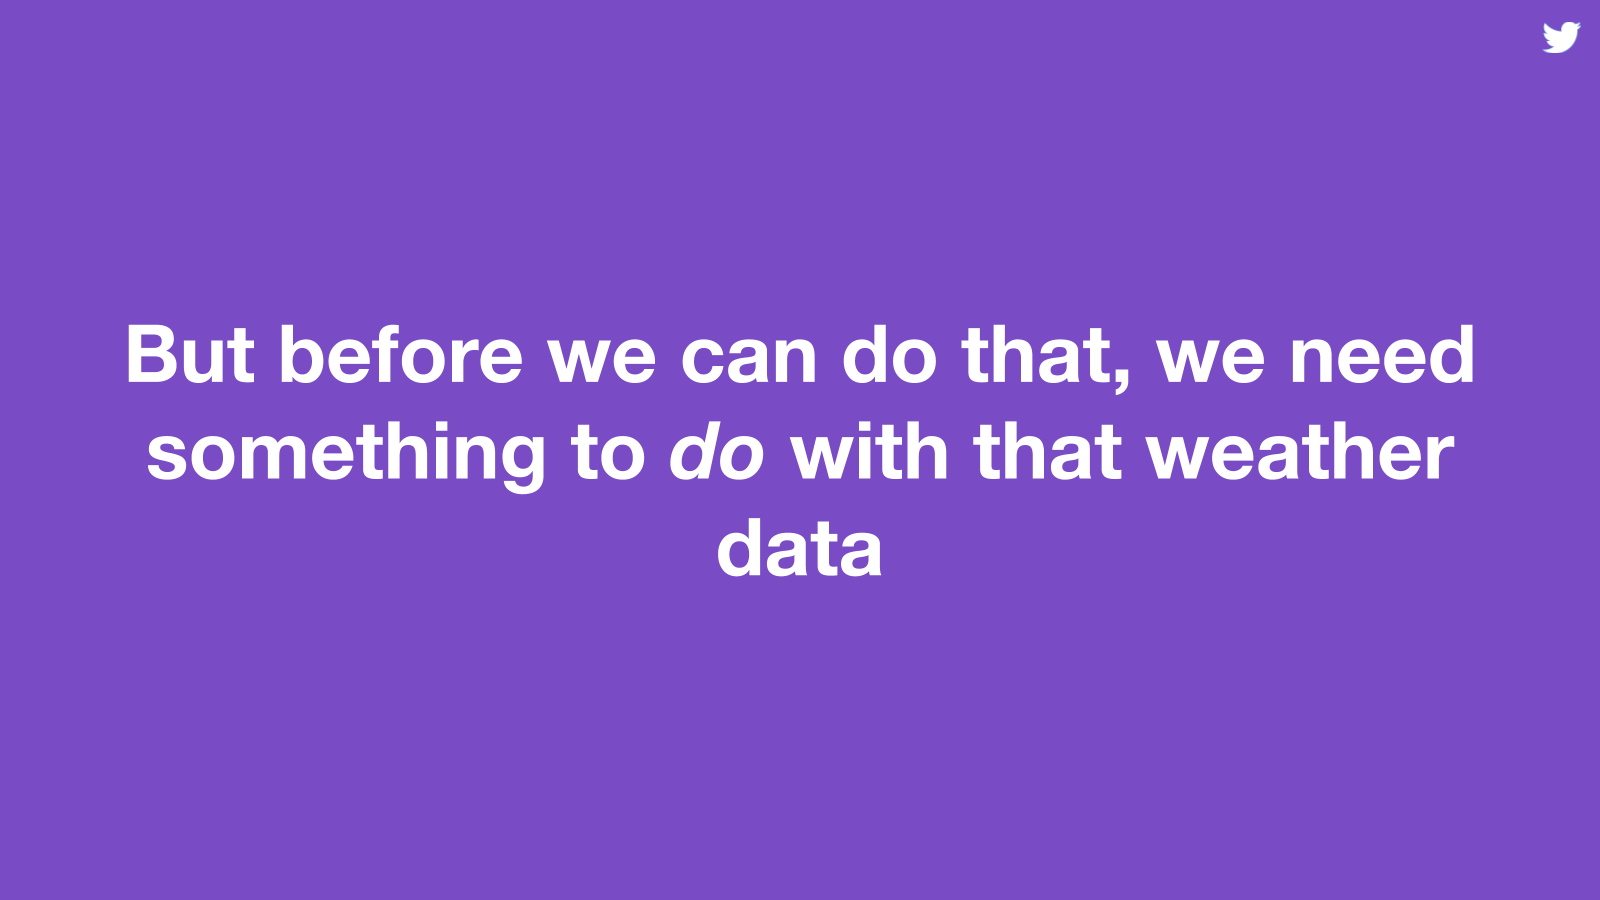 But before we can do that, we need
something to do with that weather
data